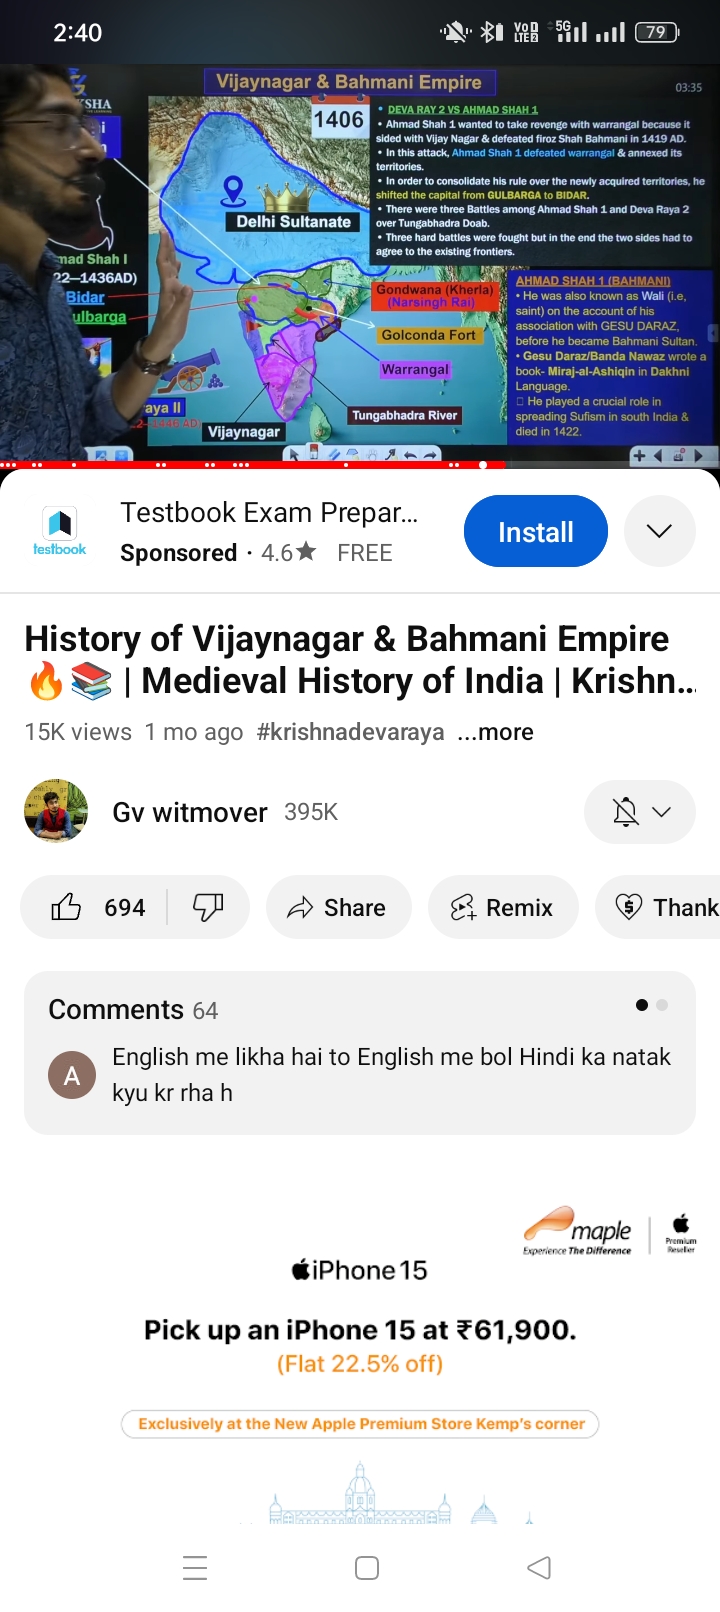 2:40
VoD
LTE2
5G
79
Vijaynagar & Bahmani Empire
03:35
KSHA
1406
Delhi Sultanate
• DEVA RAY 2 VS AHMAD SHAH 1
• Ahmad Shah 1 wanted to take revenge with warrangal because it
sided with Vijay Nagar & defeated firoz Shah Bahmani in 1419 AD.
• In this attack, Ahmad Shah 1 defeated warrangal & annexed its
territories.
• In order to consolidate his rule over the newly acquired territories, he
shifted the capital from GULBARGA to BIDAR.
• There were three Battles among Ahmad Shah 1 and Deva Raya 2
over Tungabhadra Doab.
• Three hard battles were fought but in the end the two sides had to
agree to the existing frontiers.
mad Shah I
22–1436AD)
Bidar
ulbarga
Gondwana (Kherla)
(Narsingh Rai)
Golconda Fort
Warrangal
Tungabhadra River
aya II
2-1446 AD)
Vijaynagar
AHMAD SHAH 1 (BAHMANI)
• He was also known as Wali (i.e,
saint) on the account of his
association with GESU DARAZ,
before he became Bahmani Sultan.
• Gesu Daraz/Banda Nawaz wrote a
book- Miraj-al-Ashiqin in Dakhni
Language.
□ He played a crucial role in
spreading Sufism in south India &
died in 1422.
testbook
Testbook Exam Prepar...
Sponsored · 4.6★ FREE
Install
History of Vijaynagar & Bahmani Empire
🔥📚 | Medieval History of India | Krishn...
15K views 1 mo ago #krishnadevaraya ...more
Gv witmover 395K
694
Share
Remix
Thank
Comments 64
A
English me likha hai to English me bol Hindi ka natak
kyu kr rha h
maple
Experience The Difference
Premium
Reseller
iPhone 15
Pick up an iPhone 15 at ₹61,900.
(Flat 22.5% off)
Exclusively at the New Apple Premium Store Kemp's corner